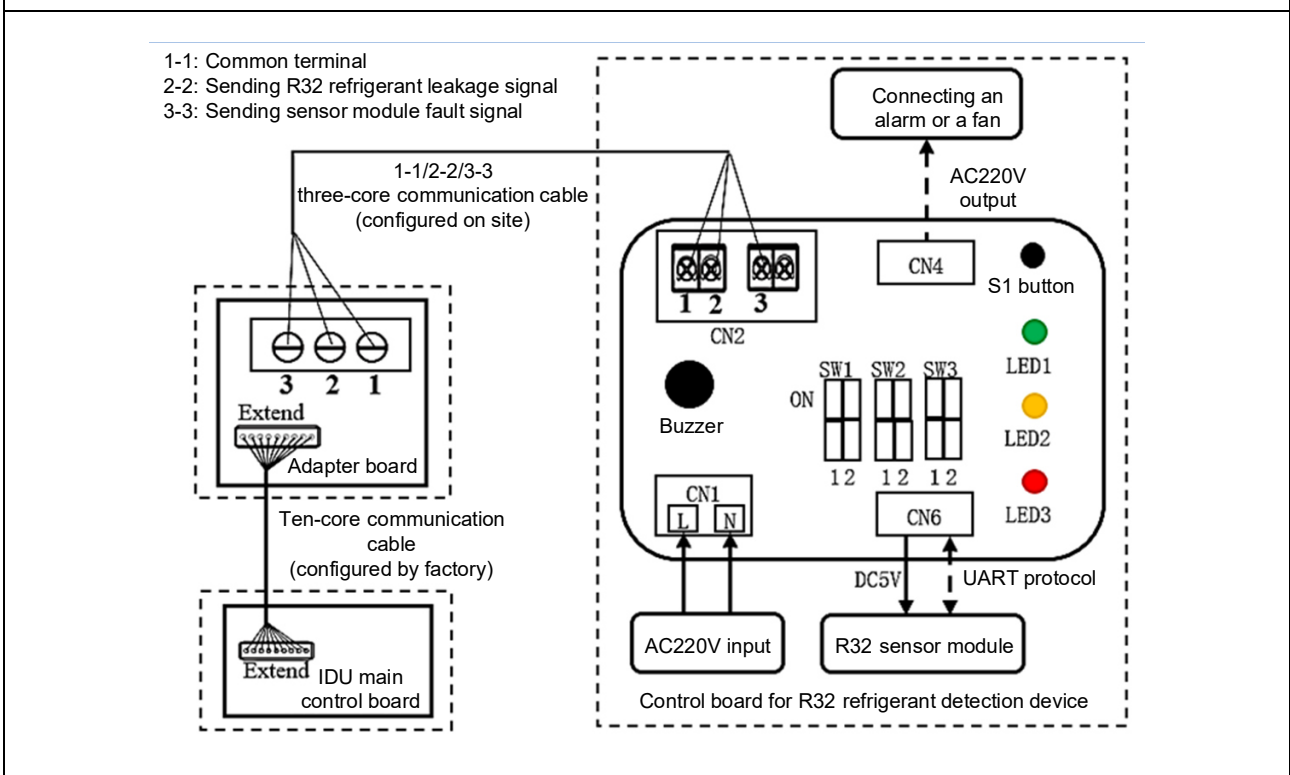 1-1: Common terminal
2-2: Sending R32 refrigerant leakage signal
3-3: Sending sensor module fault signal
Connecting an
alarm or a fan
1-1/2-2/3-3
three-core communication cable
(configured on site)
AC220V
output
CN4
S1 button
1 2 3
CN2
LED1
3 2 1
Extend
Adapter board
Buzzer
SW1 SW2 SW3
ON
LED2
1 2 1 2 1 2
CN1
L N
CN6
LED3
Ten-core communication
cable
(configured by factory)
DC5V
UART protocol
AC220V input
R32 sensor module
Extend
IDU main
control board
Control board for R32 refrigerant detection device